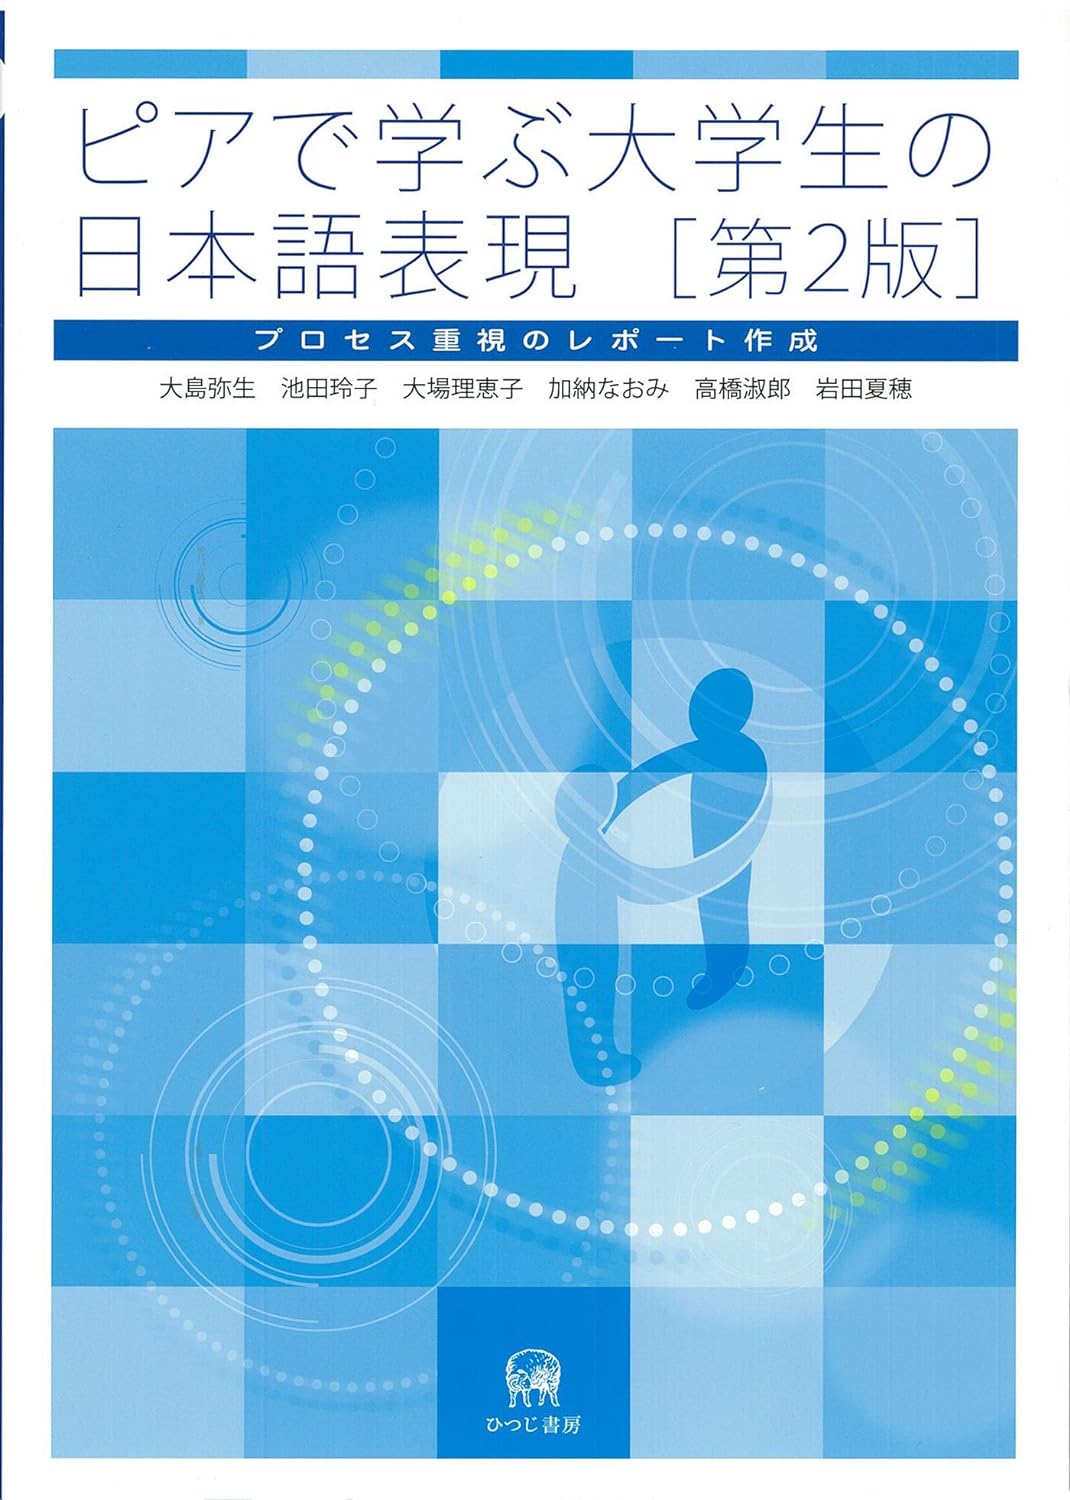 ピアで学ぶ大学生の
日本語表現［第2版］
プロセス重視のレポート作成
大島弥生　池田玲子　大場理恵子　加納なおみ　高橋淑郎　岩田夏穂
ひつじ書房